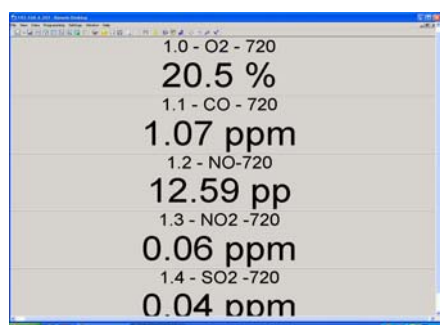 1.0 - O2 - 720
20.5 %
1.1 - CO - 720
1.07 ppm
1.2 - NO-720
12.59 pp
1.3 - NO2 -720
0.06 ppm
1.4 - SO2 -720
0.04 ppm